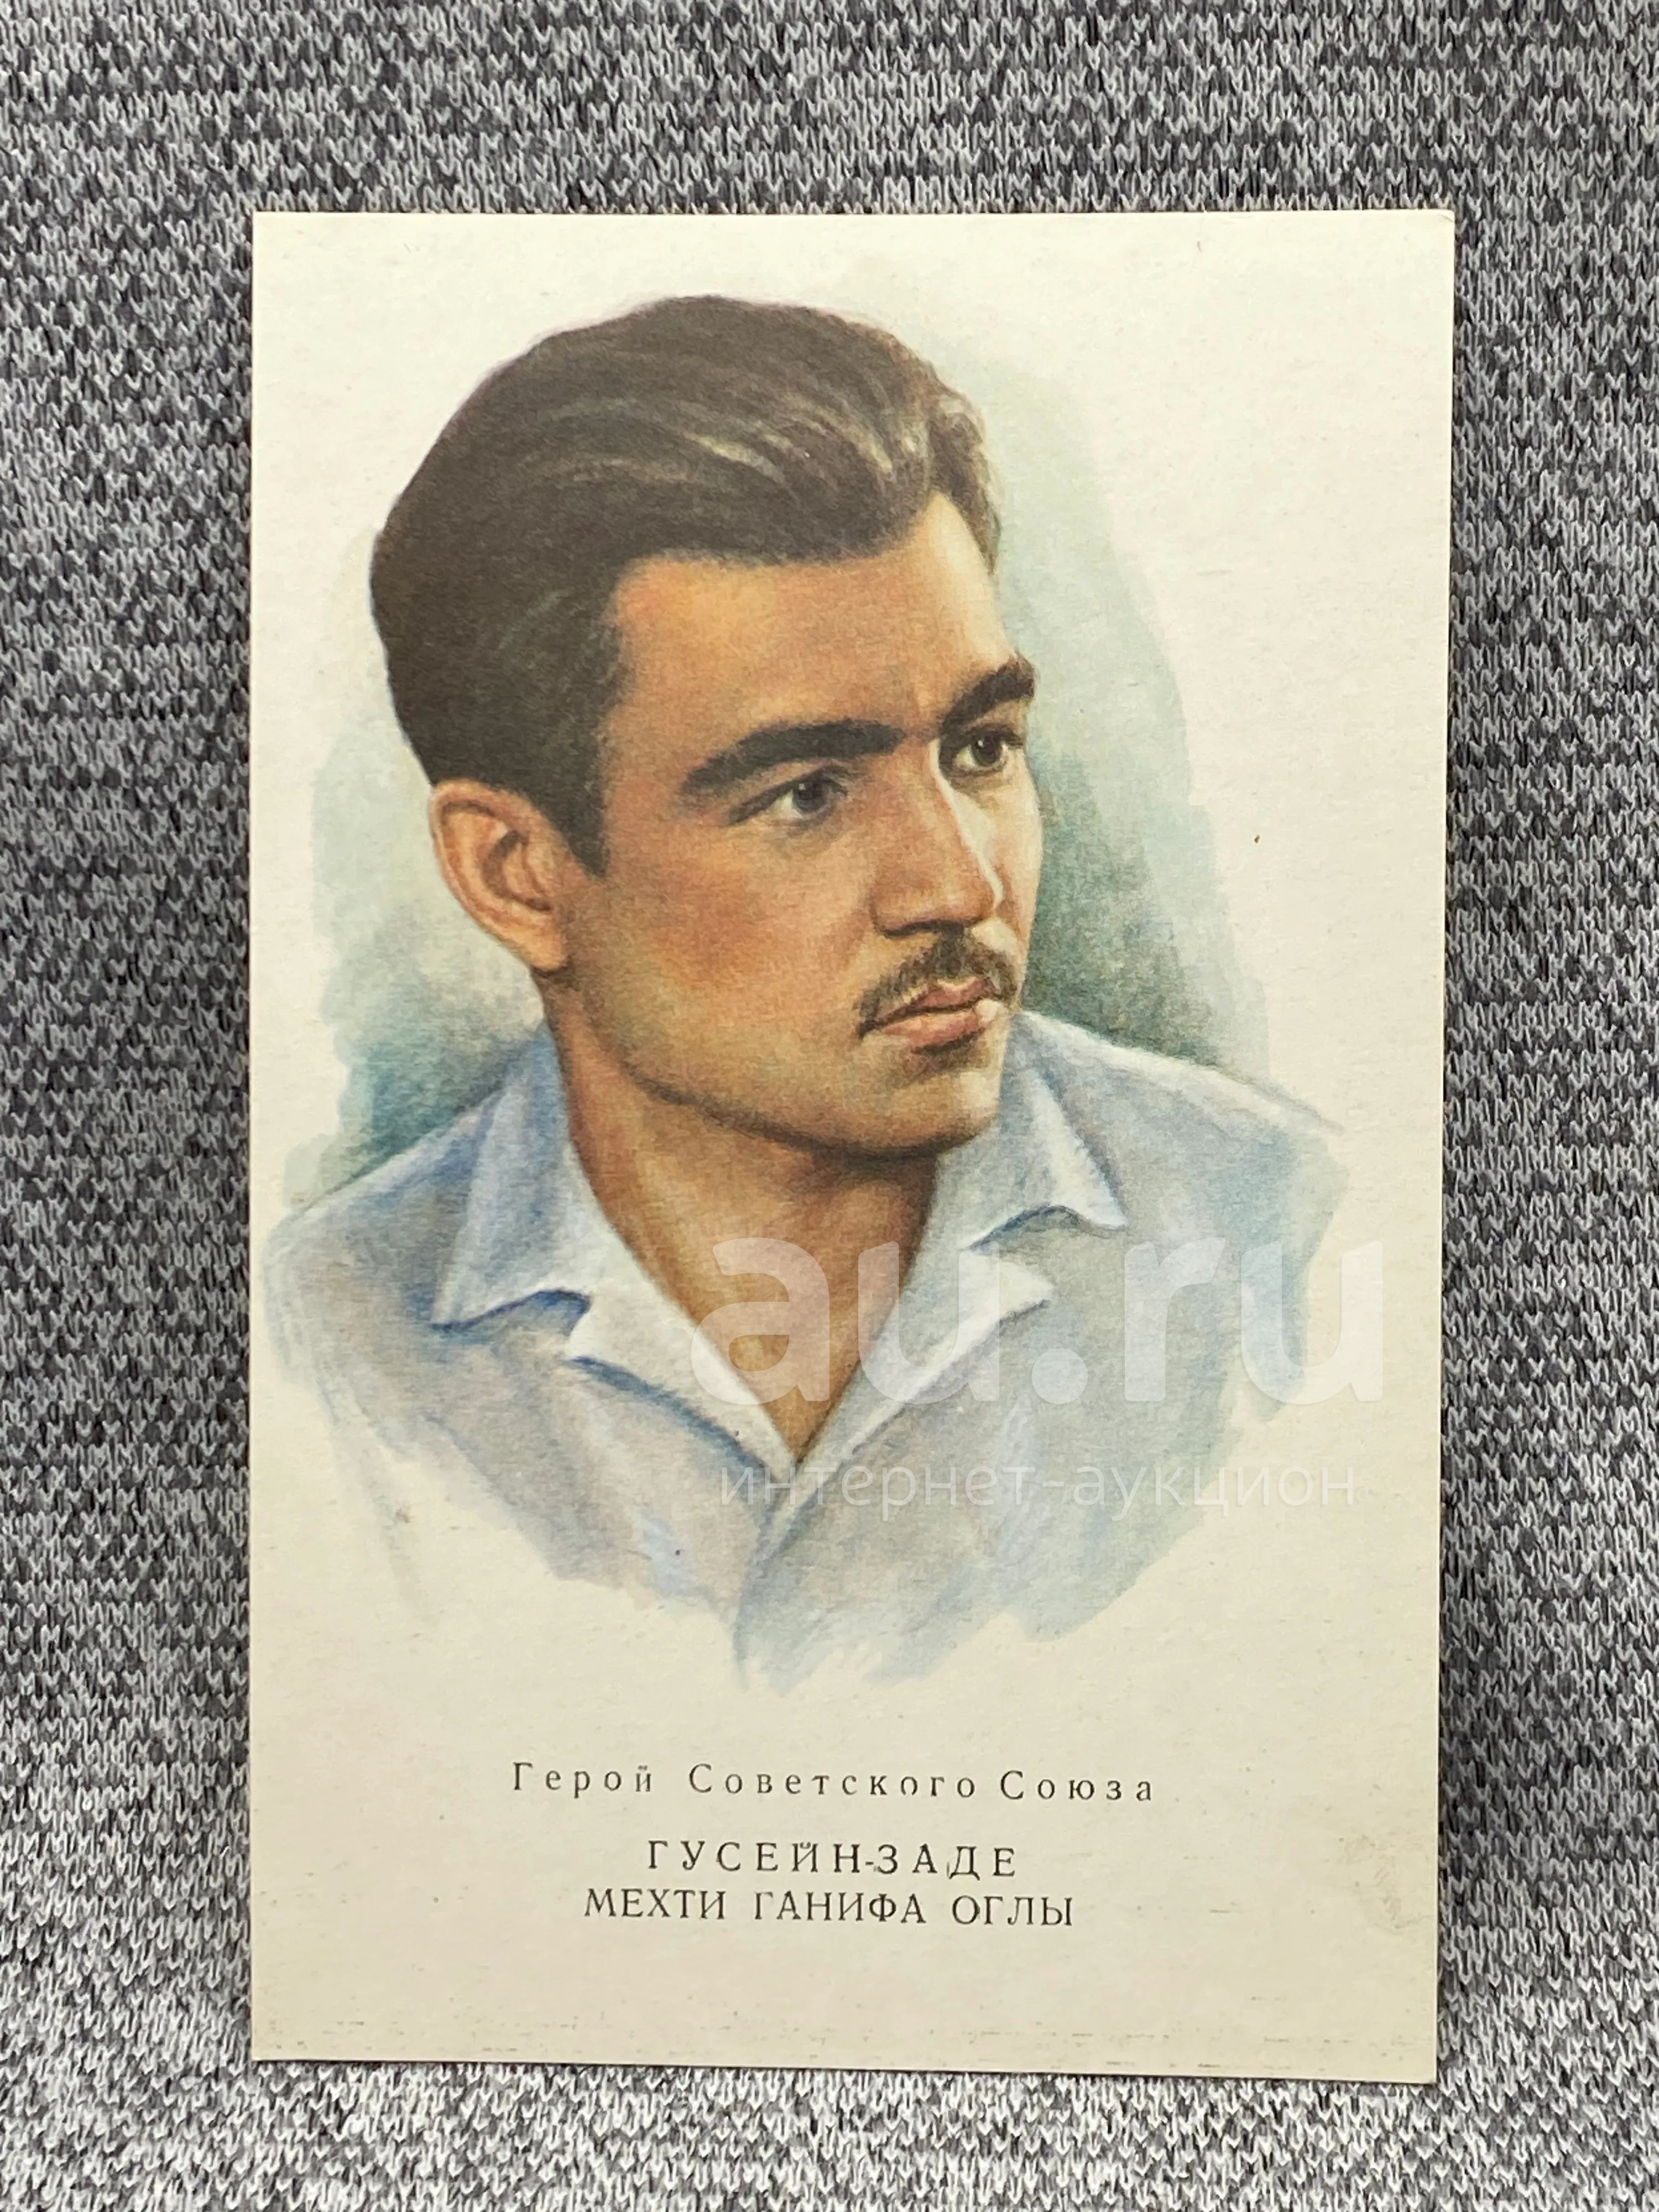 au.ru
интернет-аукцион
Герой Советского Союза
ГУСЕЙН-ЗАДЕ
МЕХТИ ГАНИФА ОГЛЫ